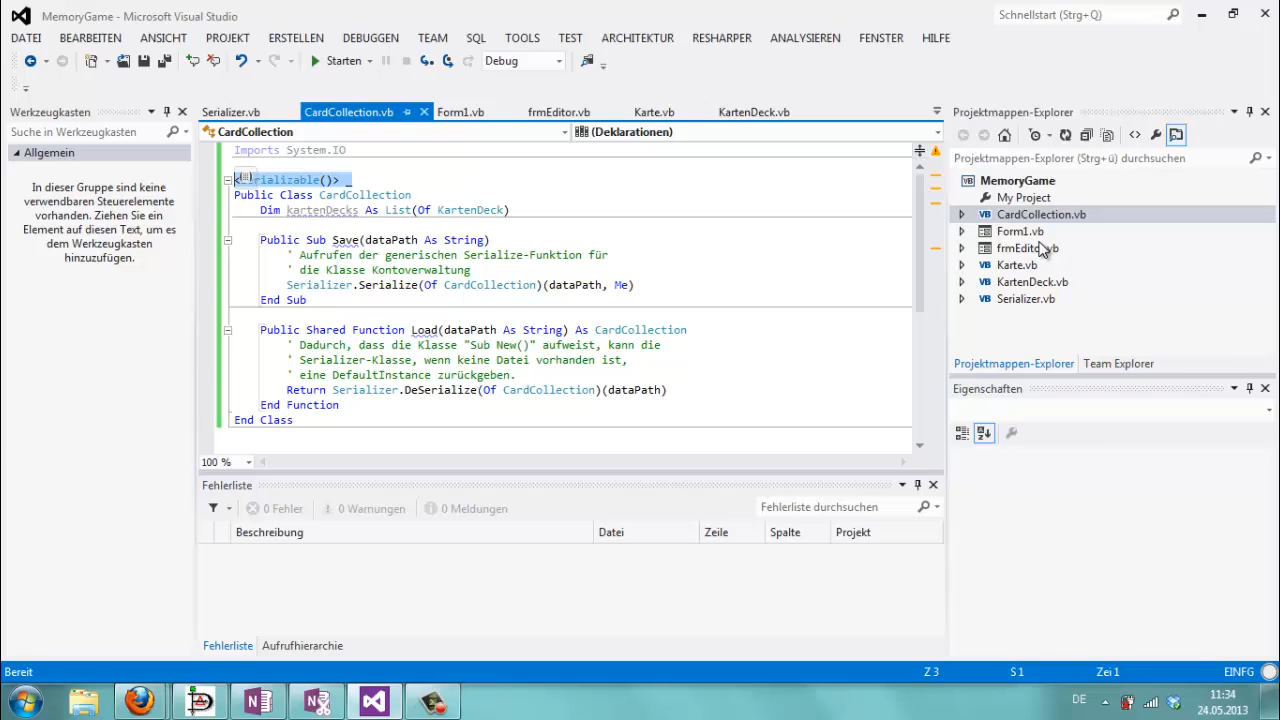 MemoryGame - Microsoft Visual Studio
Schnellstart (Strg+Q)
DATEI BEARBEITEN ANSICHT PROJEKT ERSTELLEN DEBUGGEN TEAM SQL TOOLS TEST ARCHITEKTUR RESHARPER ANALYSIEREN FENSTER HILFE
Starten Debug
Werkzeugkasten
Suche in Werkzeugkasten
Allgemein
In dieser Gruppe sind keine
verwendbaren Steuerelemente
vorhanden. Ziehen Sie ein
Element auf diesen Text, um es
dem Werkzeugkasten
hinzuzufügen.
Serializer.vb CardCollection.vb Form1.vb frmEditor.vb Karte.vb KartenDeck.vb
CardCollection (Deklarationen)
Imports System.IO
<Serializable()> _
Public Class CardCollection
Dim kartenDecks As List(Of KartenDeck)
Public Sub Save(dataPath As String)
' Aufrufen der generischen Serialize-Funktion für
' die Klasse Kontoverwaltung
Serializer.Serialize(Of CardCollection)(dataPath, Me)
End Sub
Public Shared Function Load(dataPath As String) As CardCollection
' Dadurch, dass die Klasse "Sub New()" aufweist, kann die
' Serializer-Klasse, wenn keine Datei vorhanden ist,
' eine DefaultInstance zurückgeben.
Return Serializer.DeSerialize(Of CardCollection)(dataPath)
End Function
End Class
100 %
Fehlerliste
0 Fehler 0 Warnungen 0 Meldungen
Fehlerliste durchsuchen
Beschreibung Datei Zeile Spalte Projekt
Fehlerliste Aufrufhierarchie
Projektmappen-Explorer
Projektmappen-Explorer (Strg+ü) durchsuchen
MemoryGame
My Project
CardCollection.vb
Form1.vb
frmEditor.vb
Karte.vb
KartenDeck.vb
Serializer.vb
Projektmappen-Explorer Team Explorer
Eigenschaften
Bereit Z 3 S 1 Zei 1 EINFG
DE
11:34
24.05.2013